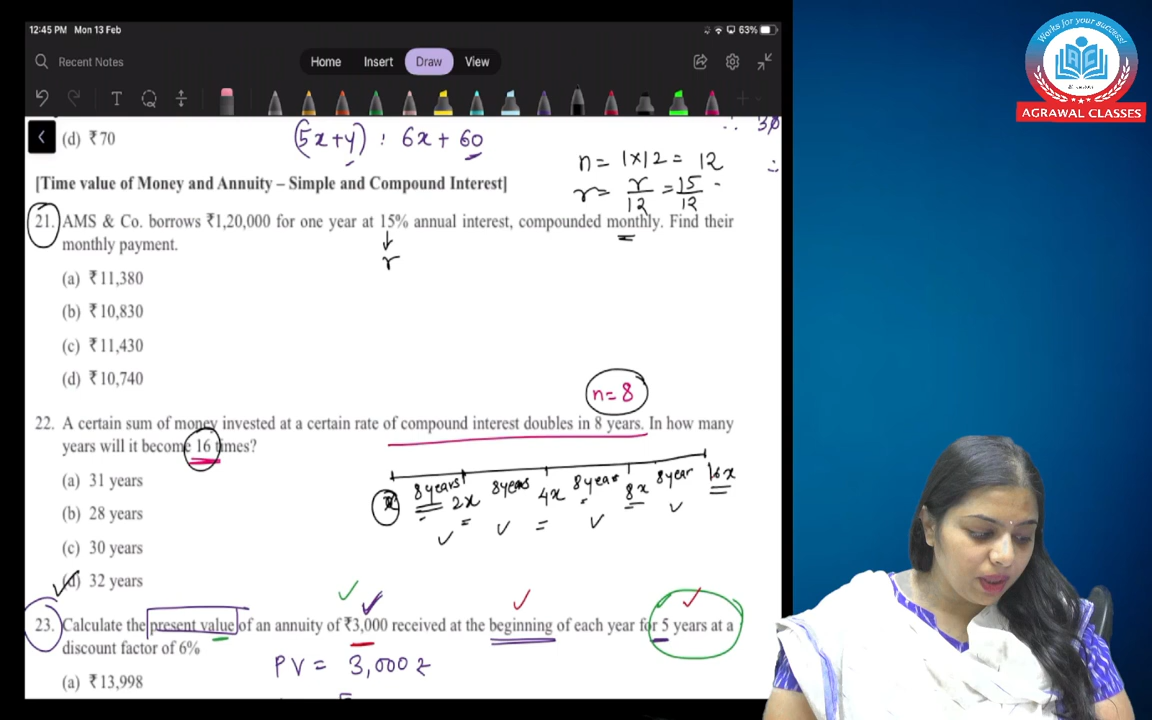 12:45 PM Mon 13 Feb
63%
Recent Notes
Home Insert Draw View
Works for your success!
AC
AGRAWAL CLASSES
(d) ₹70
(5x+y) : 6x + 60
∴ 30
n = 1×12 = 12
r = r/12 = 15/12
[Time value of Money and Annuity – Simple and Compound Interest]
21. AMS & Co. borrows ₹1,20,000 for one year at 15% annual interest, compounded monthly. Find their
monthly payment.
r
(a) ₹11,380
(b) ₹10,830
(c) ₹11,430
(d) ₹10,740
n=8
22. A certain sum of money invested at a certain rate of compound interest doubles in 8 years. In how many
years will it become 16 times?
(a) 31 years
8 years 2x 8 years 4x 8 years 8x 8 year 16x
(b) 28 years
(c) 30 years
(d) 32 years
23. Calculate the present value of an annuity of ₹3,000 received at the beginning of each year for 5 years at a
discount factor of 6%
PV = 3,000 ₹
(a) ₹13,998